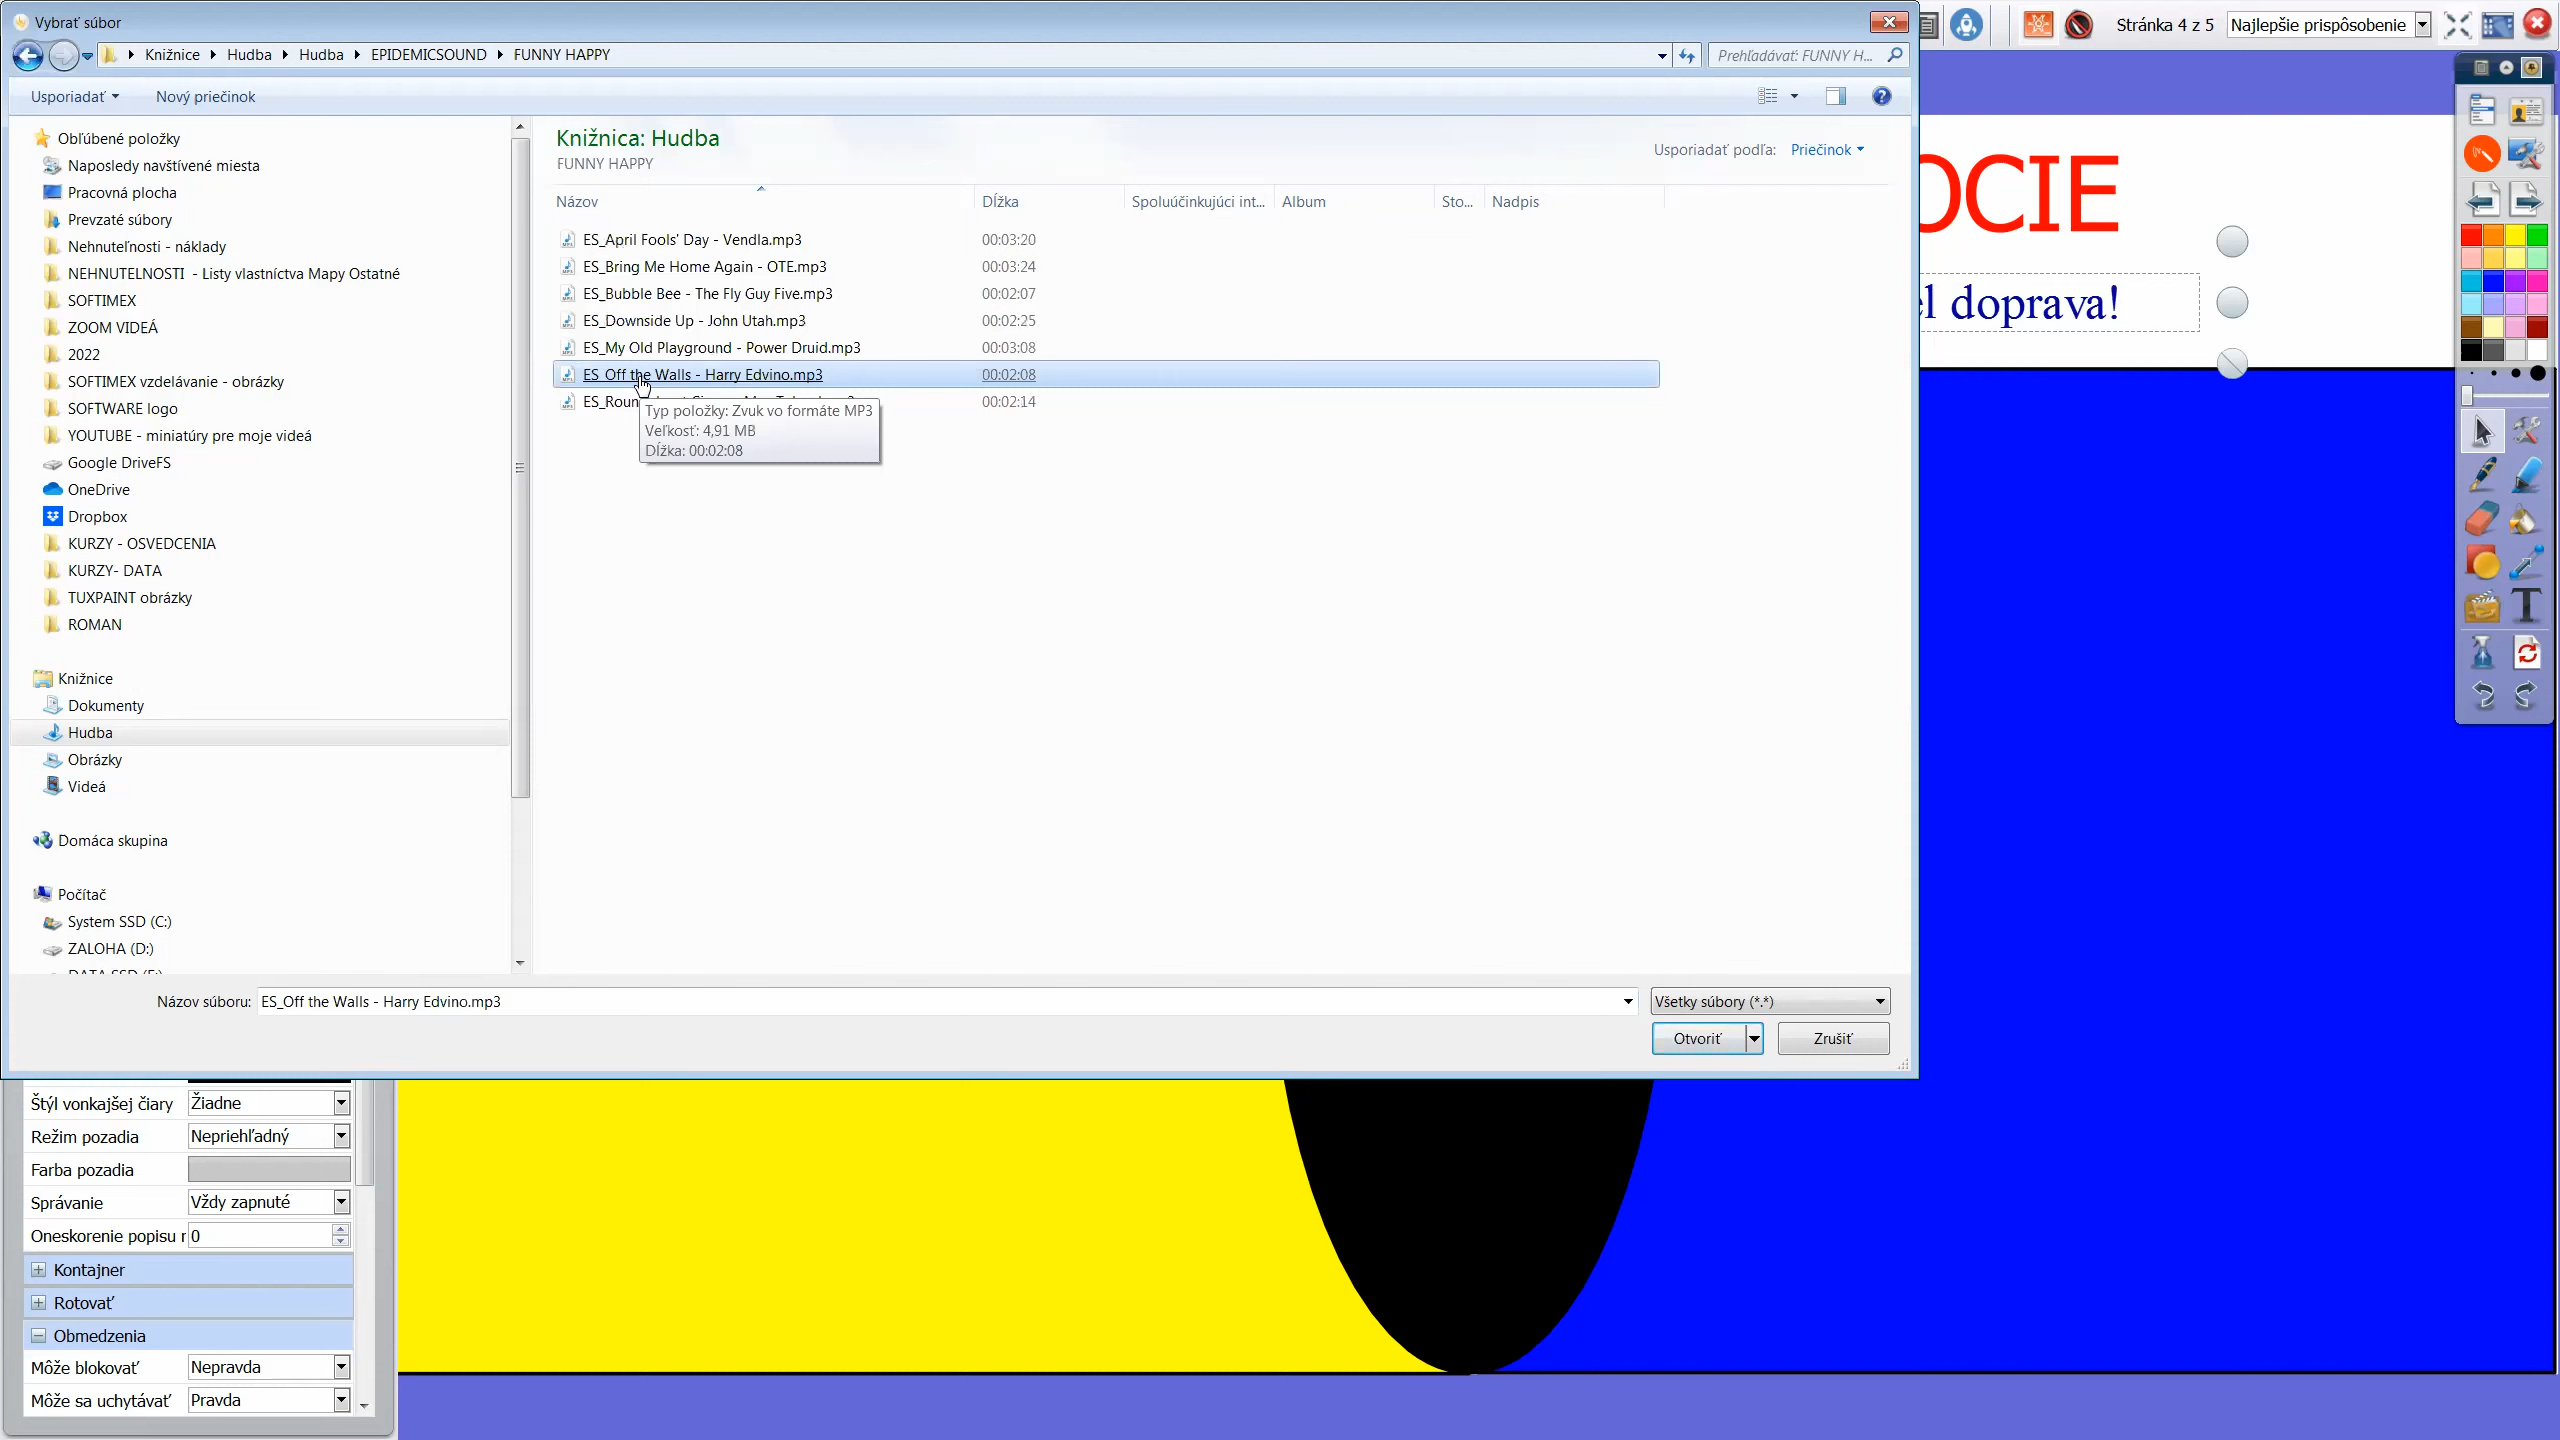 Vybrať súbor
Knižnice Hudba Hudba EPIDEMICSOUND FUNNY HAPPY
Prehľadávať: FUNNY H...
Stránka 4 z 5
Najlepšie prispôsobenie
Usporiadať
Nový priečinok
Obľúbené položky
Naposledy navštívené miesta
Pracovná plocha
Prevzaté súbory
Nehnuteľnosti - náklady
NEHNUTELNOSTI - Listy vlastníctva Mapy Ostatné
SOFTIMEX
ZOOM VIDEÁ
2022
SOFTIMEX vzdelávanie - obrázky
SOFTWARE logo
YOUTUBE - miniatúry pre moje videá
Google DriveFS
OneDrive
Dropbox
KURZY - OSVEDCENIA
KURZY- DATA
TUXPAINT obrázky
ROMAN
Knižnice
Dokumenty
Hudba
Obrázky
Videá
Domáca skupina
Počítač
System SSD (C:)
ZALOHA (D:)
Knižnica: Hudba
FUNNY HAPPY
Usporiadať podľa: Priečinok
Názov Dĺžka Spoluúčinkujúci int... Album Sto... Nadpis
ES_April Fools' Day - Vendla.mp3 00:03:20
ES_Bring Me Home Again - OTE.mp3 00:03:24
ES_Bubble Bee - The Fly Guy Five.mp3 00:02:07
ES_Downside Up - John Utah.mp3 00:02:25
ES_My Old Playground - Power Druid.mp3 00:03:08
ES_Off the Walls - Harry Edvino.mp3 00:02:08
ES_Roun 00:02:14
Typ položky: Zvuk vo formáte MP3
Veľkosť: 4,91 MB
Dĺžka: 00:02:08
Názov súboru: ES_Off the Walls - Harry Edvino.mp3
Všetky súbory (*.*)
Otvoriť
Zrušiť
OCIE
el doprava!
T
Štýl vonkajšej čiary Žiadne
Režim pozadia Nepriehľadný
Farba pozadia
Správanie Vždy zapnuté
Oneskorenie popisu r 0
Kontajner
Rotovať
Obmedzenia
Môže blokovať Nepravda
Môže sa uchytávať Pravda